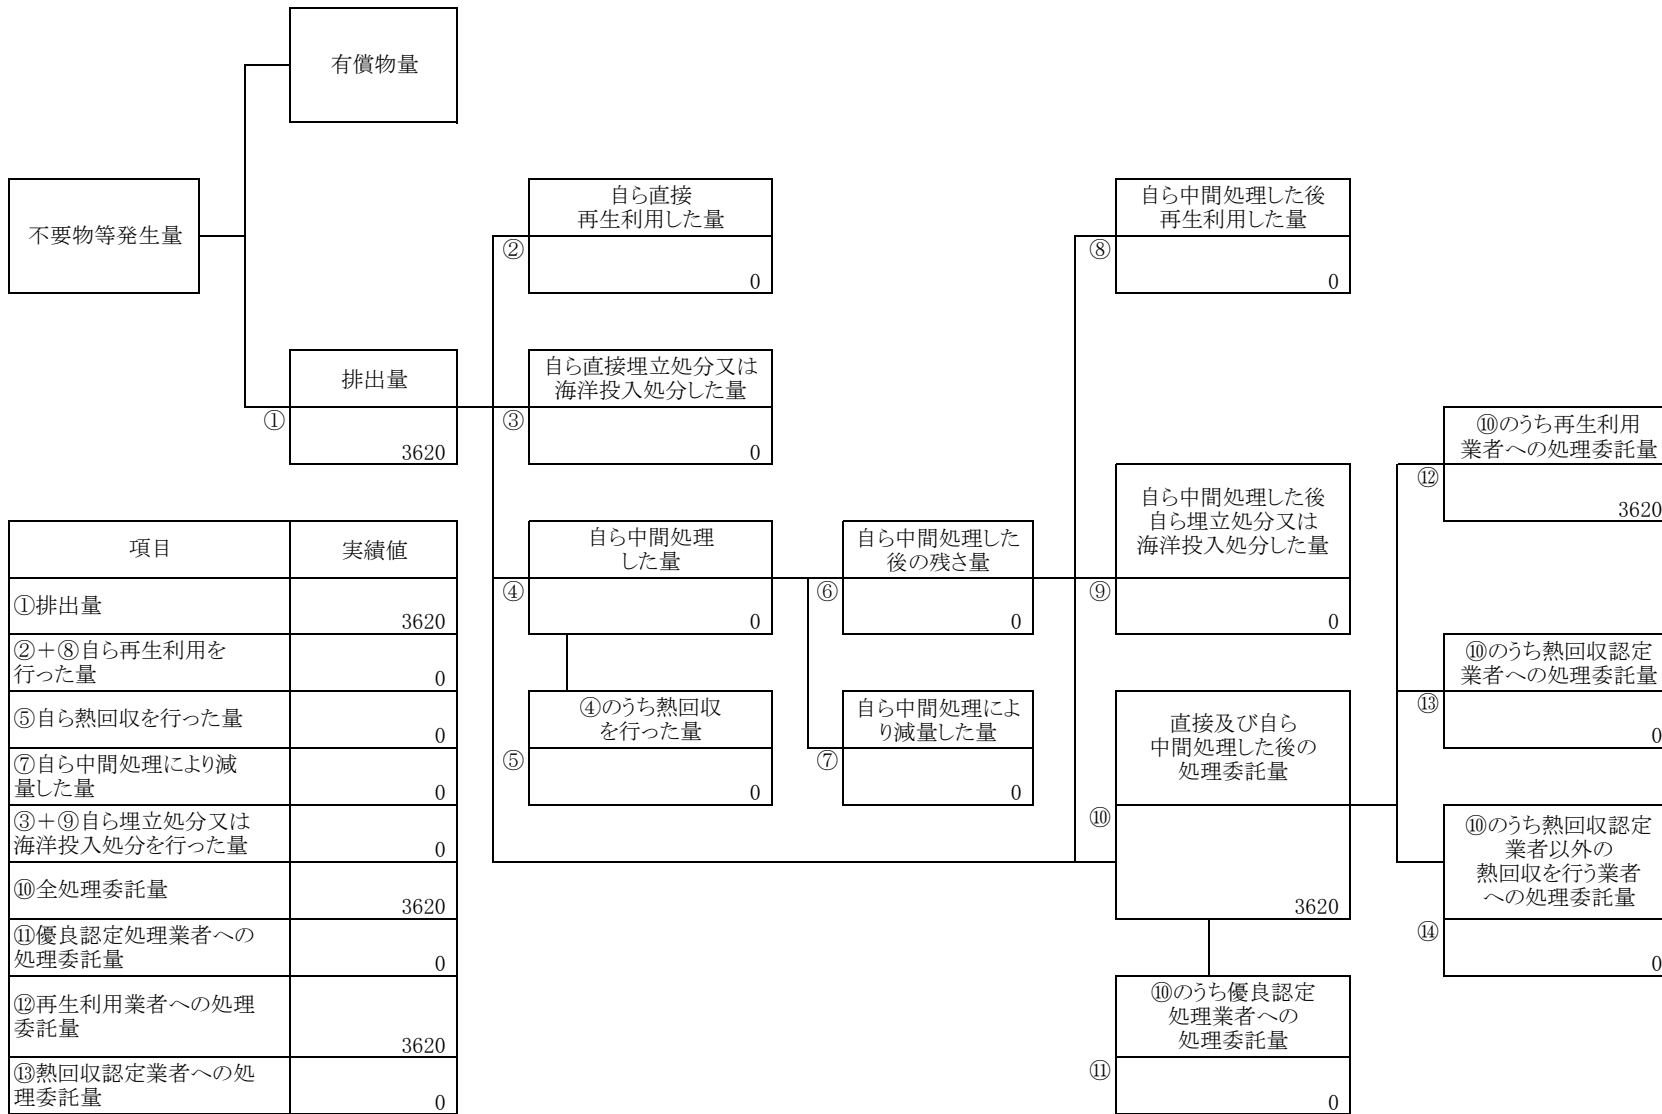 有償物量
不要物等発生量
①
排出量
3620
②
自ら直接
再生利用した量
0
③
自ら直接埋立処分又は
海洋投入処分した量
0
④
自ら中間処理
した量
0
⑤
④のうち熱回収
を行った量
0
⑥
自ら中間処理した
後の残さ量
0
⑦
自ら中間処理によ
り減量した量
0
⑧
自ら中間処理した後
再生利用した量
0
⑨
自ら中間処理した後
自ら埋立処分又は
海洋投入処分した量
0
⑩
直接及び自ら
中間処理した後の
処理委託量
3620
⑪
⑩のうち優良認定
処理業者への
処理委託量
0
⑫
⑩のうち再生利用
業者への処理委託量
3620
⑬
⑩のうち熱回収認定
業者への処理委託量
0
⑭
⑩のうち熱回収認定
業者以外の
熱回収を行う業者
への処理委託量
0
項目 実績値
①排出量 3620
②+⑧自ら再生利用を
行った量 0
⑤自ら熱回収を行った量 0
⑦自ら中間処理により減
量した量 0
③+⑨自ら埋立処分又は
海洋投入処分を行った量 0
⑩全処理委託量 3620
⑪優良認定処理業者への
処理委託量 0
⑫再生利用業者への処理
委託量 3620
⑬熱回収認定業者への処
理委託量 0